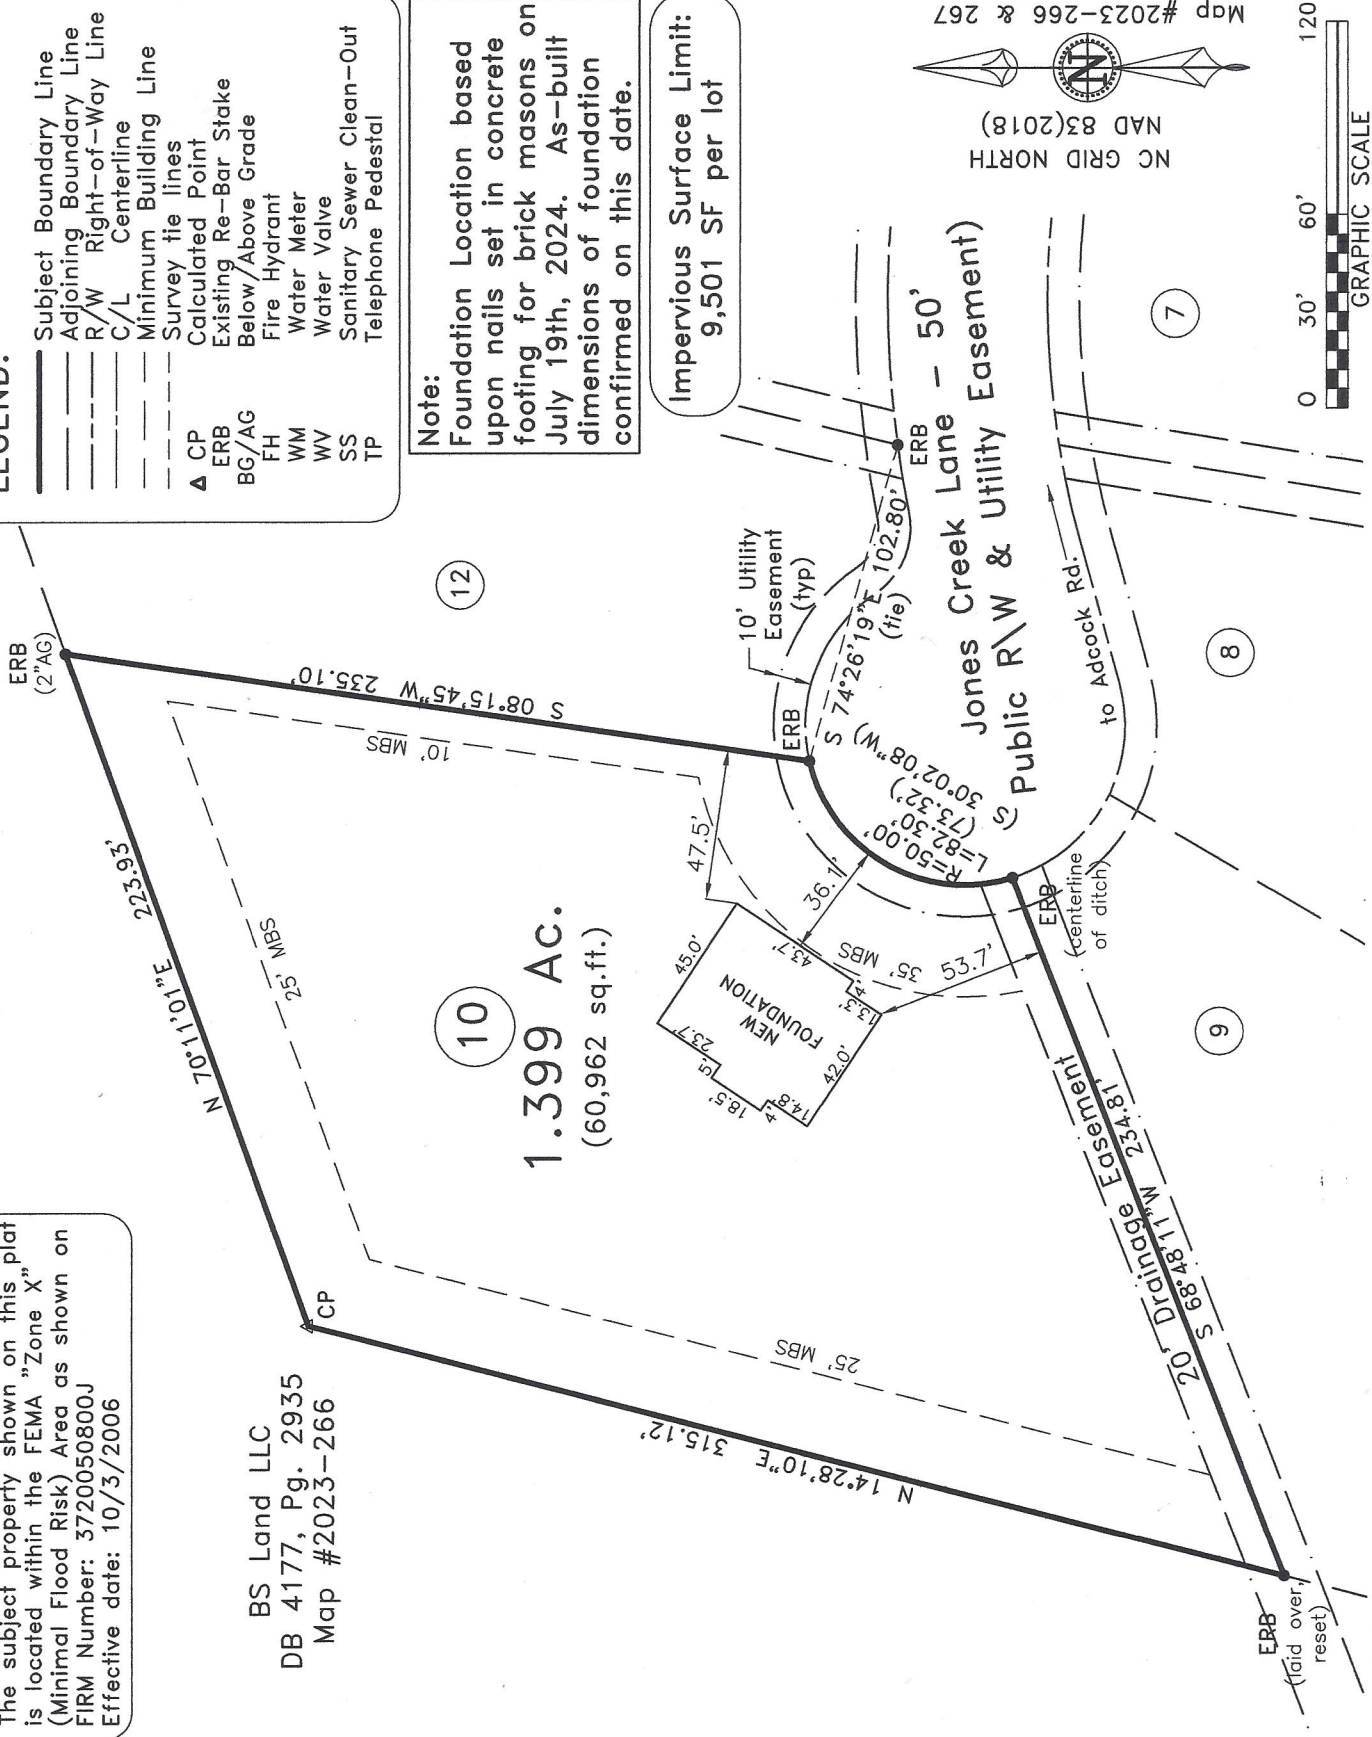 The subject property shown on this plat
is located within the FEMA "Zone X"
(Minimal Flood Risk) Area as shown on
FIRM Number: 3720050800J
Effective date: 10/3/2006
LEGEND:
Subject Boundary Line
Adjoining Boundary Line
R/W Right-of-Way Line
C/L Centerline
Minimum Building Line
Survey tie lines
CP Calculated Point
ERB Existing Re-Bar Stake
BG/AG Below/Above Grade
FH Fire Hydrant
WM Water Meter
WV Water Valve
SS Sanitary Sewer Clean-Out
TP Telephone Pedestal
Note:
Foundation Location based
upon nails set in concrete
footing for brick masons on
July 19th, 2024. As-built
dimensions of foundation
confirmed on this date.
Impervious Surface Limit:
9,501 SF per lot
Map #2023-266 & 267
N
NAD 83(2018)
NC GRID NORTH
0 30' 60' 120
GRAPHIC SCALE
BS Land LLC
DB 4177, Pg. 2935
Map #2023-266
CP
N 70°11'01"E 223.93'
ERB
(2"AG)
25' MBS
S 08°15'45"W 235.10'
10' MBS
12
N 14°28'10"E 315.12'
25' MBS
10
1.399 Ac.
(60,962 sq.ft.)
NEW
FOUNDATION
45.0'
23.7'
5.
18.5'
4.
14.8'
42.0'
13.3'
4.
43.7'
47.5'
36.1'
35' MBS
53.7'
ERB
R=50.00'
L=82.30'
(73.32')
(S 30°02'08"W)
10' Utility
Easement
(typ)
S 74°26'19"E 102.80'
(tie)
ERB
Jones Creek Lane - 50'
Public R\W & Utility Easement)
to Adcock Rd.
ERB
(centerline
of ditch)
20' Drainage Easement
S 68°48'11"W 234.81'
ERB
(laid over,
reset)
9
8
7